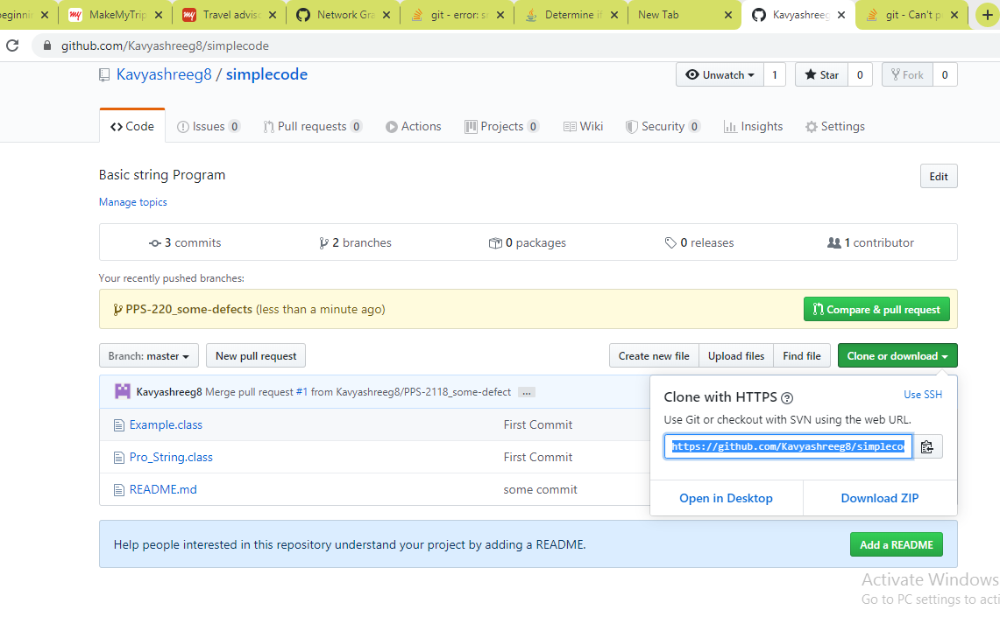 beginnin MakeMyTrip Travel advisc Network Gra git - error: si Determine if New Tab Kavyashreeg git - Can't p
github.com/Kavyashreeg8/simplecode
Kavyashreeg8 / simplecode Unwatch 1 Star 0 Fork 0
Code Issues 0 Pull requests 0 Actions Projects 0 Wiki Security 0 Insights Settings
Basic string Program Edit
Manage topics
3 commits 2 branches 0 packages 0 releases 1 contributor
Your recently pushed branches:
PPS-220_some-defects (less than a minute ago) Compare & pull request
Branch: master New pull request Create new file Upload files Find file Clone or download
Kavyashreeg8 Merge pull request #1 from Kavyashreeg8/PPS-2118_some-defect ...
Example.class First Commit
Pro_String.class First Commit
README.md some commit
Clone with HTTPS Use SSH
Use Git or checkout with SVN using the web URL.
https://github.com/Kavyashreeg8/simplecod
Open in Desktop Download ZIP
Help people interested in this repository understand your project by adding a README. Add a README
Activate Windows
Go to PC settings to acti